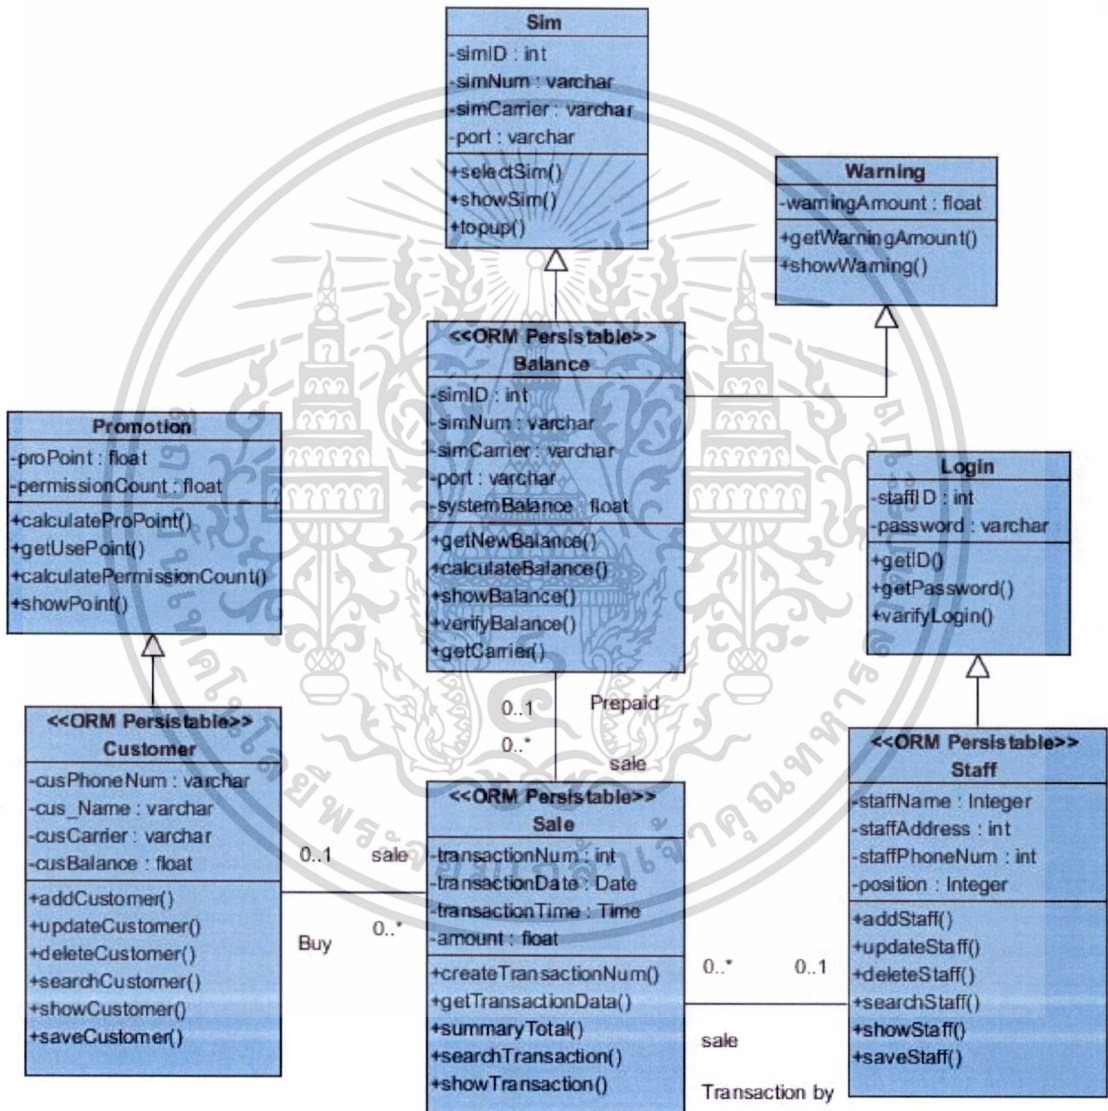 Sim
-simID : int
-simNum : varchar
-simCarrier : varchar
-port : varchar
+selectSim()
+showSim()
+topup()
Warning
-warningAmount : float
+getWarningAmount()
+showWarning()
<<ORM Persistable>>
Balance
-simID : int
-simNum : varchar
-simCarrier : varchar
-port : varchar
-systemBalance float
+getNewBalance()
+calculateBalance()
+showBalance()
+verifyBalance()
+getCarrier()
Promotion
-proPoint : float
-permissionCount : float
+calculateProPoint()
+getUsePoint()
+calculatePermissionCount()
+showPoint()
Login
-staffID : int
-password : varchar
+getID()
+getPassword()
+varifyLogin()
<<ORM Persistable>>
Customer
-cusPhoneNum : varchar
-cus_Name : varchar
-cusCarrier : varchar
-cusBalance : float
+addCustomer()
+updateCustomer()
+deleteCustomer()
+searchCustomer()
+showCustomer()
+saveCustomer()
0..1 Prepaid
0..*
sale
<<ORM Persistable>>
Sale
-transactionNum : int
-transactionDate : Date
-transactionTime : Time
-amount : float
+createTransactionNum()
+getTransactionData()
+summaryTotal()
+searchTransaction()
+showTransaction()
0..1 sale
Buy 0..*
<<ORM Persistable>>
Staff
-staffName : Integer
-staffAddress : int
-staffPhoneNum : int
-position : Integer
+addStaff()
+updateStaff()
+deleteStaff()
+searchStaff()
+showStaff()
+saveStaff()
0..* 0..1
sale
Transaction by